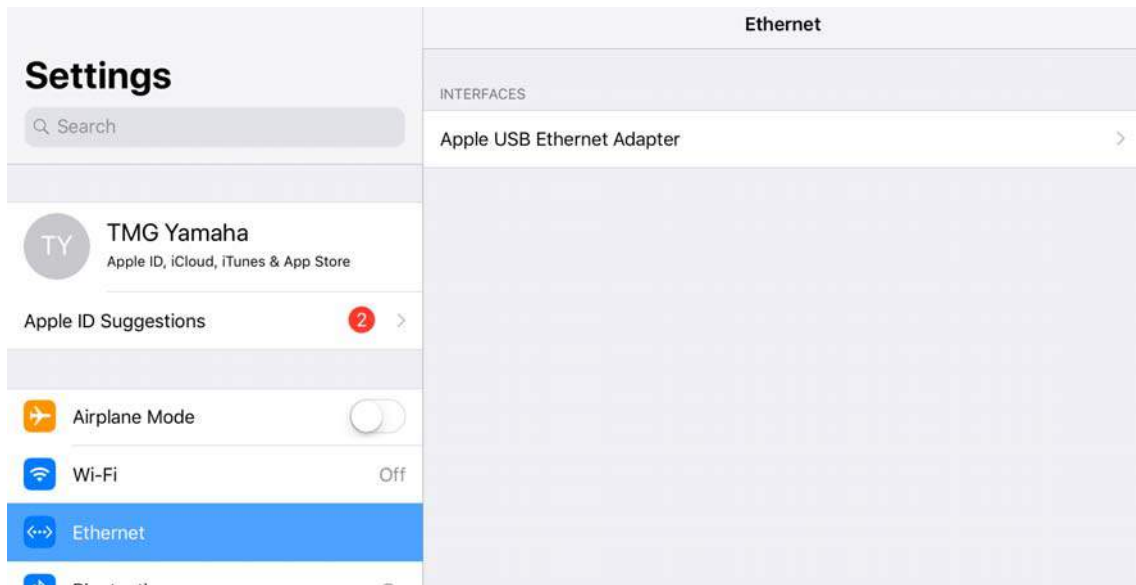 Settings
Search
TY
TMG Yamaha
Apple ID, iCloud, iTunes & App Store
Apple ID Suggestions
2
Airplane Mode
Wi-Fi
Off
Ethernet
Ethernet
INTERFACES
Apple USB Ethernet Adapter